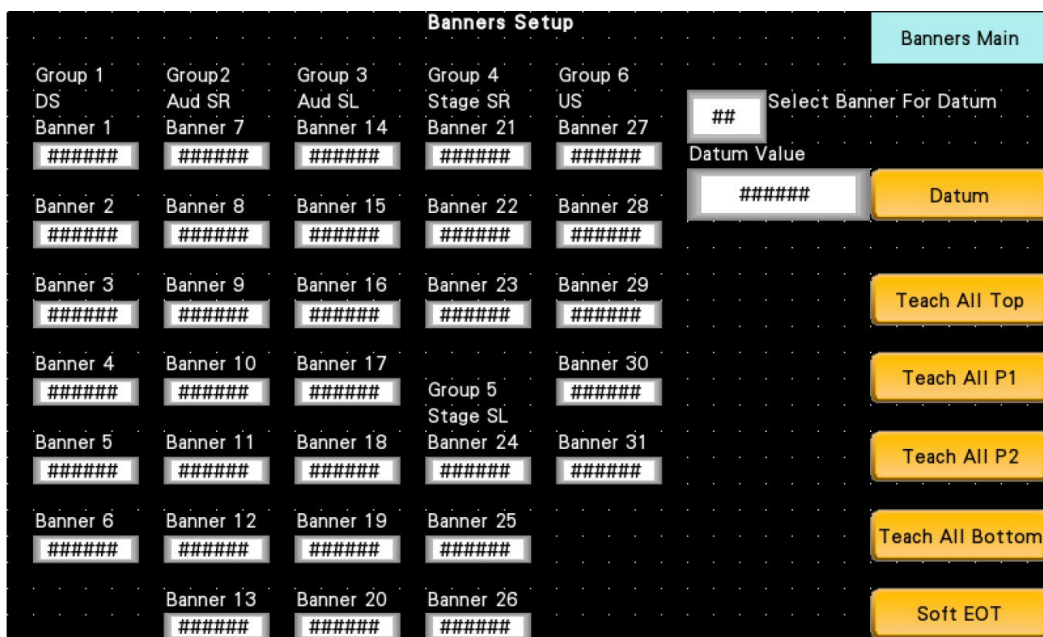 Banners Setup
Banners Main
Group 1
DS
Banner 1
######
Banner 2
######
Banner 3
######
Banner 4
######
Banner 5
######
Banner 6
######
Group2
Aud SR
Banner 7
######
Banner 8
######
Banner 9
######
Banner 10
######
Banner 11
######
Banner 12
######
Banner 13
######
Group 3
Aud SL
Banner 14
######
Banner 15
######
Banner 16
######
Banner 17
######
Banner 18
######
Banner 19
######
Banner 20
######
Group 4
Stage SR
Banner 21
######
Banner 22
######
Banner 23
######
Group 5
Stage SL
Banner 24
######
Banner 25
######
Banner 26
######
Group 6
US
Banner 27
######
Banner 28
######
Banner 29
######
Banner 30
######
Banner 31
######
## Select Banner For Datum
Datum Value
######
Datum
Teach All Top
Teach All P1
Teach All P2
Teach All Bottom
Soft EOT